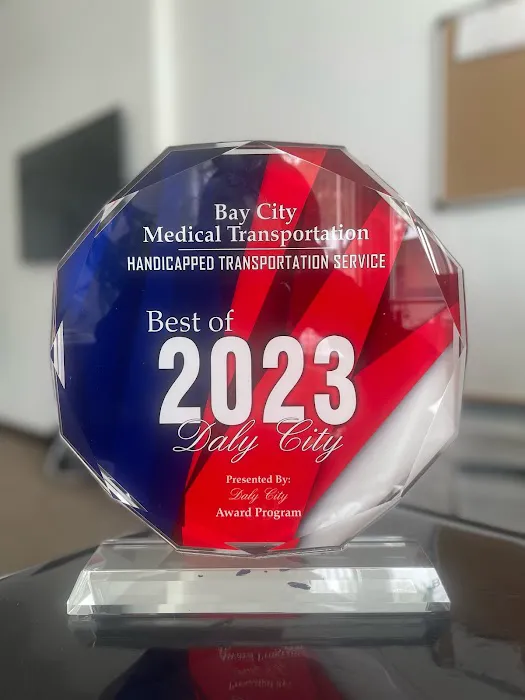 Bay City
Medical Transportation
HANDICAPPED TRANSPORTATION SERVICE
Best of
2023
Daly City
Presented By:
Daly City
Award Program